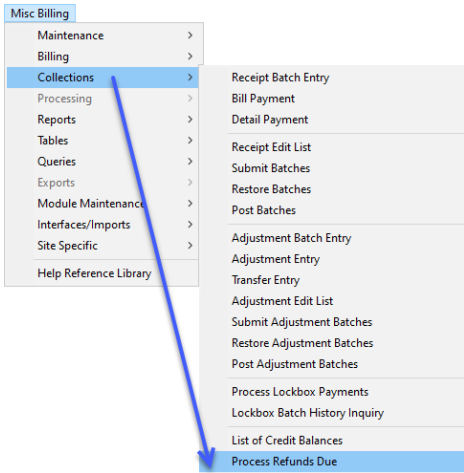 Misc Billing
Maintenance
Billing
Collections
Processing
Reports
Tables
Queries
Exports
Module Maintenance
Interfaces/Imports
Site Specific
Help Reference Library
Receipt Batch Entry
Bill Payment
Detail Payment
Receipt Edit List
Submit Batches
Restore Batches
Post Batches
Adjustment Batch Entry
Adjustment Entry
Transfer Entry
Adjustment Edit List
Submit Adjustment Batches
Restore Adjustment Batches
Post Adjustment Batches
Process Lockbox Payments
Lockbox Batch History Inquiry
List of Credit Balances
Process Refunds Due